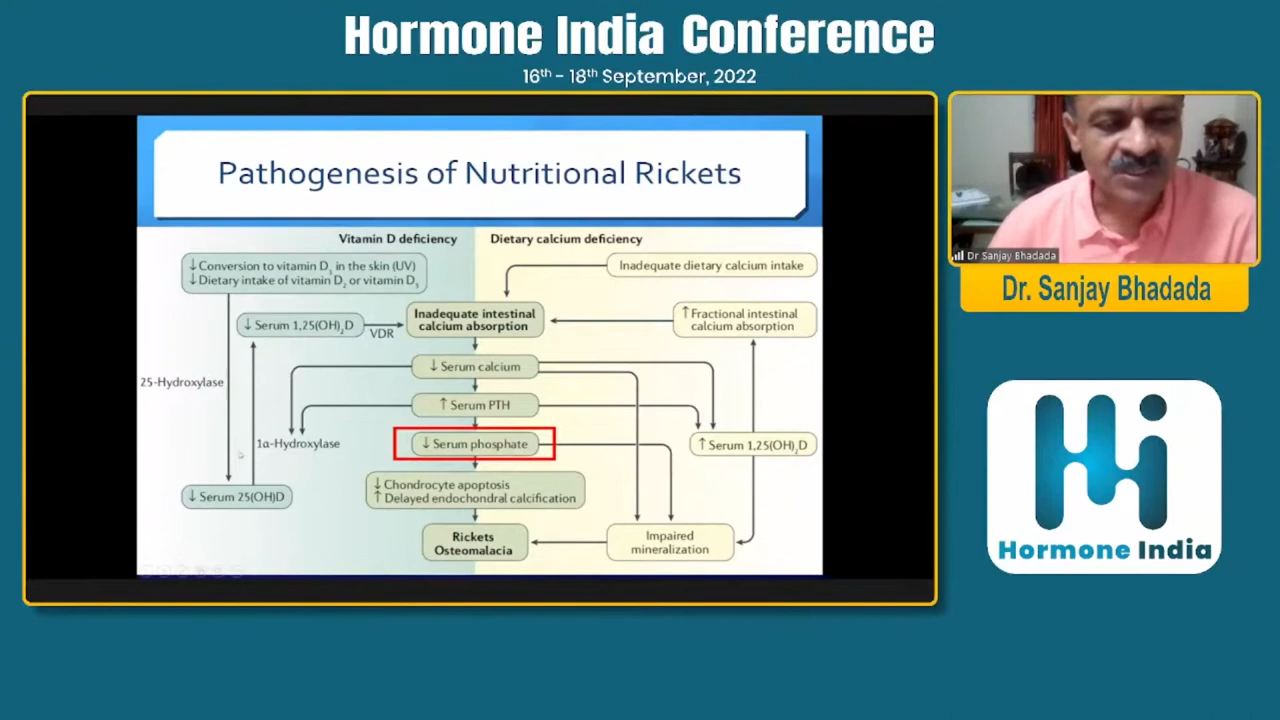 Hormone India Conference
16th - 18th September, 2022
Pathogenesis of Nutritional Rickets
Vitamin D deficiency
Dietary calcium deficiency
↓Conversion to vitamin D3 in the skin (UV)
↓Dietary intake of vitamin D2 or vitamin D3
Inadequate dietary calcium intake
↓ Serum 1,25(OH)2D
VDR
Inadequate intestinal
calcium absorption
↑ Fractional intestinal
calcium absorption
↓ Serum calcium
25-Hydroxylase
↑ Serum PTH
1α-Hydroxylase
↓ Serum phosphate
↑ Serum 1,25(OH)2D
↓ Serum 25(OH)D
↓ Chondrocyte apoptosis
↑ Delayed endochondral calcification
Rickets
Osteomalacia
Impaired
mineralization
Dr Sanjay Bhadada
Dr. Sanjay Bhadada
Hormone India